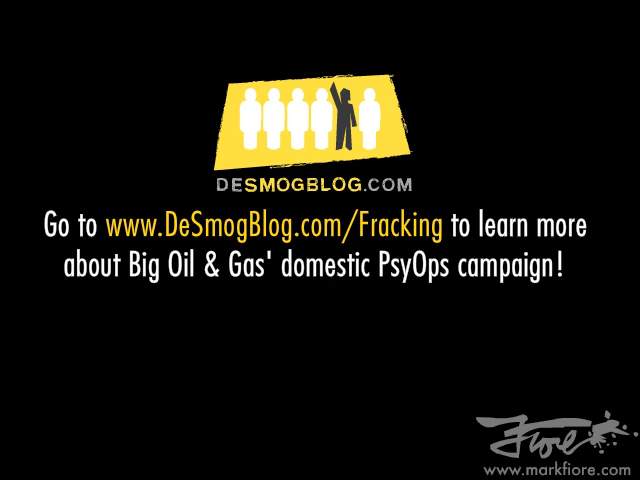 DESMOGBLOG.COM
Go to www.DeSmogBlog.com/Fracking to learn more
about Big Oil & Gas' domestic PsyOps campaign!
Fiore
www.markfiore.com